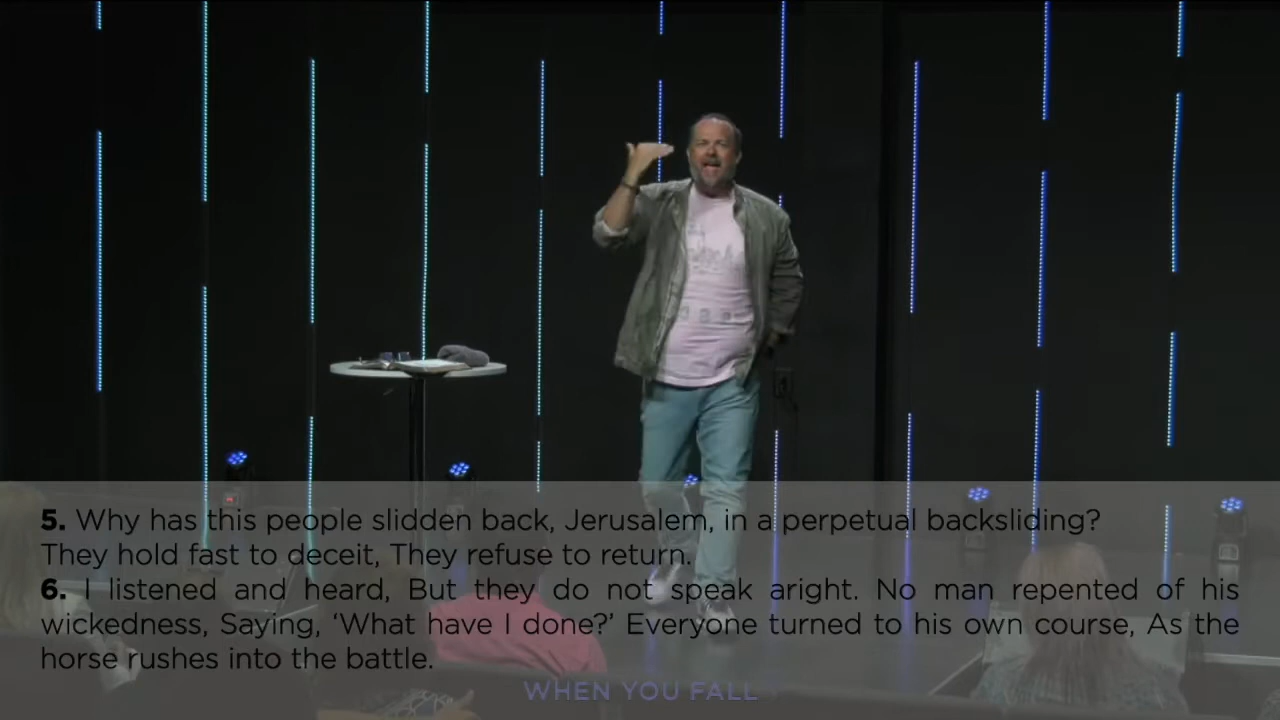 5. Why has this people slidden back, Jerusalem, in a perpetual backsliding?
They hold fast to deceit, They refuse to return.
6. I listened and heard, But they do not speak aright. No man repented of his
wickedness, Saying, ‘What have I done?’ Everyone turned to his own course, As the
horse rushes into the battle.
WHEN YOU FALL